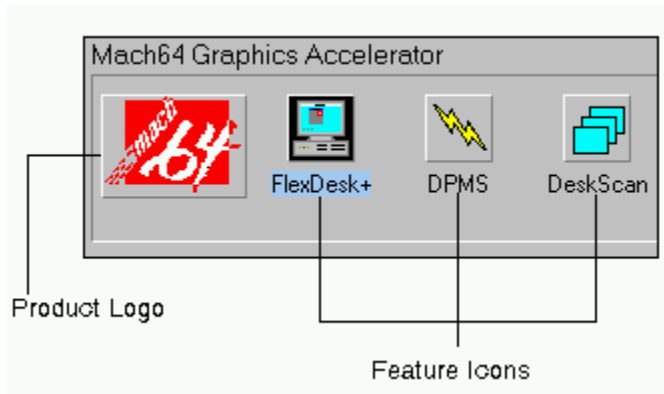 Mach64 Graphics Accelerator
mach
64
FlexDesk+
DPMS
DeskScan
Product Logo
Feature Icons